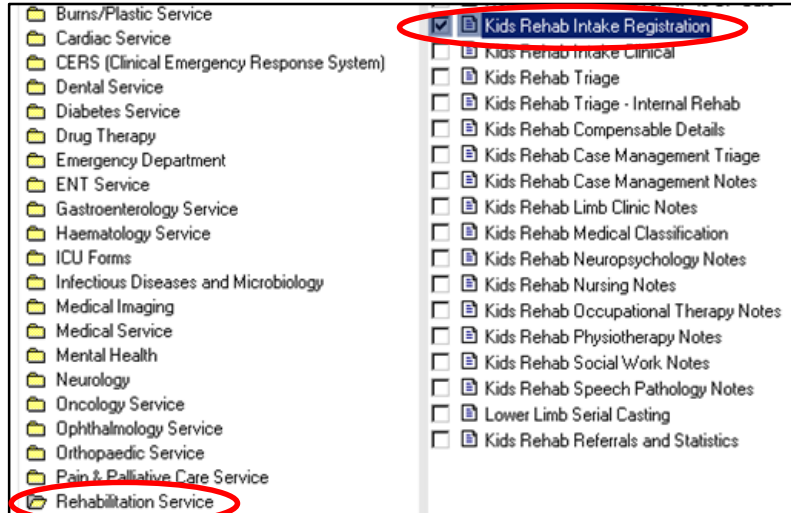 Burns/Plastic Service
Cardiac Service
CERS (Clinical Emergency Response System)
Dental Service
Diabetes Service
Drug Therapy
Emergency Department
ENT Service
Gastroenterology Service
Haematology Service
ICU Forms
Infectious Diseases and Microbiology
Medical Imaging
Medical Service
Mental Health
Neurology
Oncology Service
Ophthalmology Service
Orthopaedic Service
Pain & Palliative Care Service
Rehabilitation Service
Kids Rehab Intake Registration
Kids Rehab Intake Clinical
Kids Rehab Triage
Kids Rehab Triage - Internal Rehab
Kids Rehab Compensable Details
Kids Rehab Case Management Triage
Kids Rehab Case Management Notes
Kids Rehab Limb Clinic Notes
Kids Rehab Medical Classification
Kids Rehab Neuropsychology Notes
Kids Rehab Nursing Notes
Kids Rehab Occupational Therapy Notes
Kids Rehab Physiotherapy Notes
Kids Rehab Social Work Notes
Kids Rehab Speech Pathology Notes
Lower Limb Serial Casting
Kids Rehab Referrals and Statistics